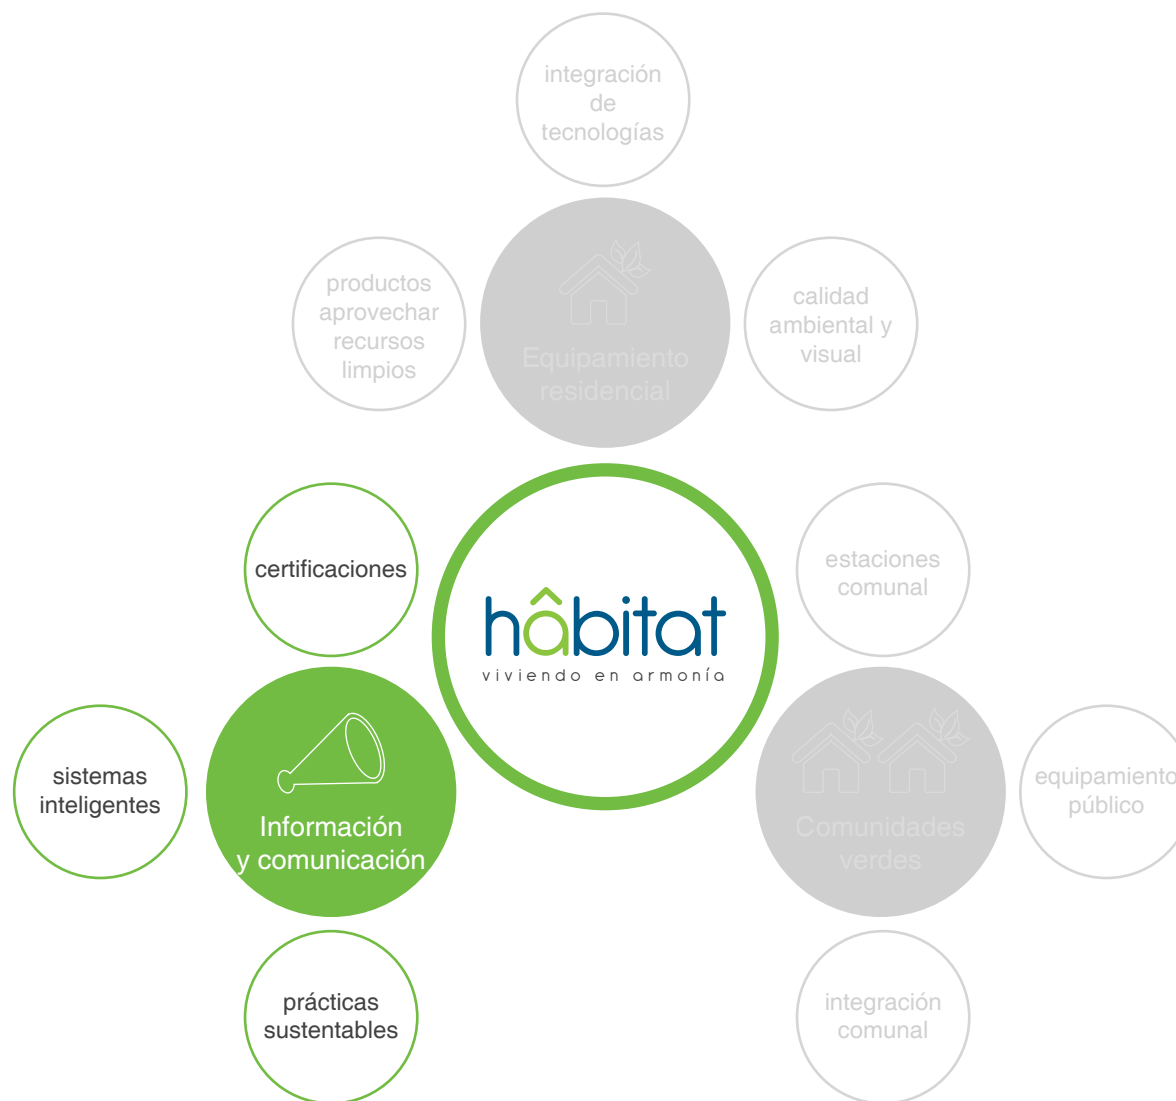 integración
de
tecnologías
productos
aprovechar
recursos
limpios
Equipamiento
residencial
calidad
ambiental y
visual
certificaciones
hâbitat
viviendo en armonía
estaciones
comunal
sistemas
inteligentes
Información
y comunicación
Comunidades
verdes
equipamiento
público
prácticas
sustentables
integración
comunal